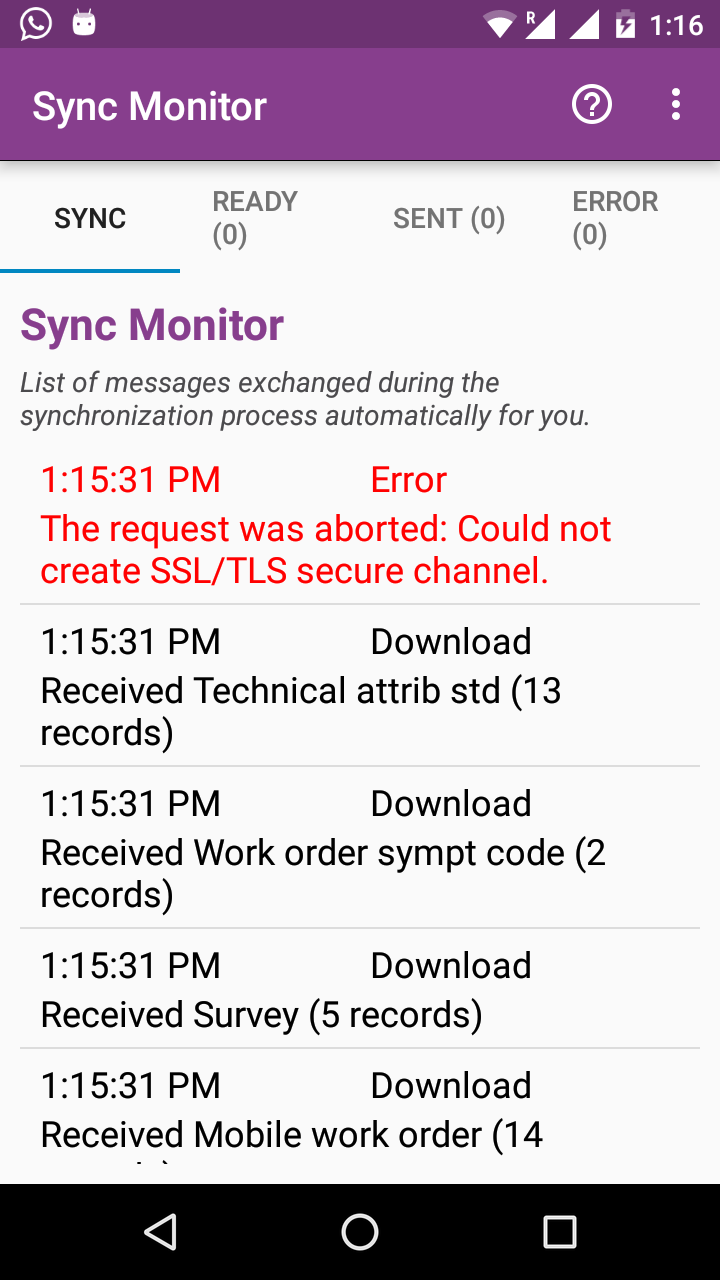 R 1:16
Sync Monitor
SYNC
READY
(0)
SENT (0)
ERROR
(0)
Sync Monitor
List of messages exchanged during the
synchronization process automatically for you.
1:15:31 PM Error
The request was aborted: Could not
create SSL/TLS secure channel.
1:15:31 PM Download
Received Technical attrib std (13
records)
1:15:31 PM Download
Received Work order sympt code (2
records)
1:15:31 PM Download
Received Survey (5 records)
1:15:31 PM Download
Received Mobile work order (14